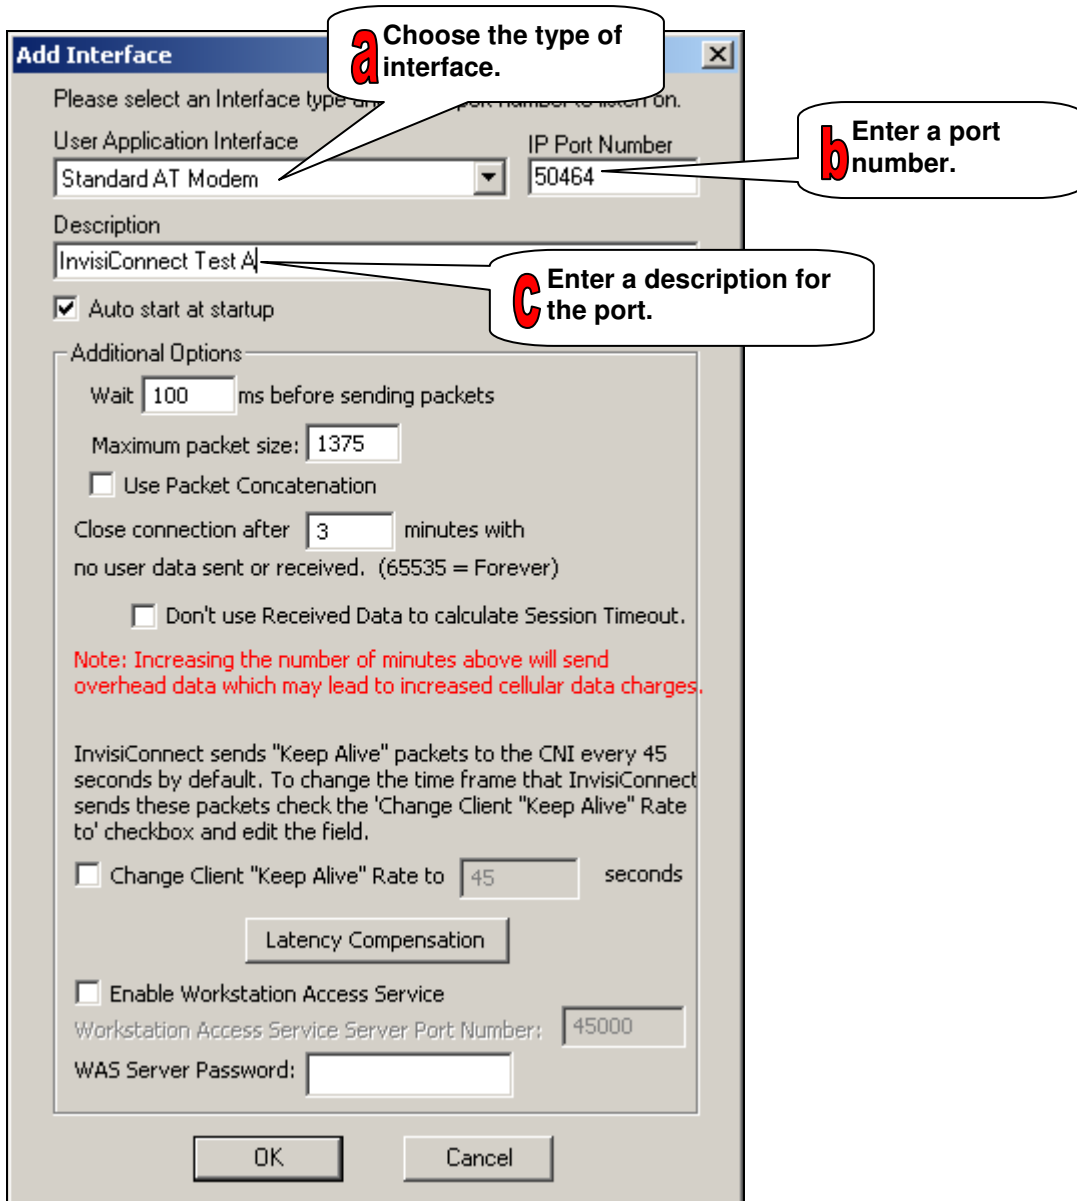 Add Interface
a Choose the type of
interface.
Please select an Interface type
port number to listen on.
User Application Interface
IP Port Number
Standard AT Modem
50464
b Enter a port
number.
Description
InvisiConnect Test A
c Enter a description for
the port.
Auto start at startup
Additional Options
Wait 100 ms before sending packets
Maximum packet size: 1375
Use Packet Concatenation
Close connection after 3 minutes with
no user data sent or received. (65535 = Forever)
Don't use Received Data to calculate Session Timeout.
Note: Increasing the number of minutes above will send
overhead data which may lead to increased cellular data charges.
InvisiConnect sends "Keep Alive" packets to the CNI every 45
seconds by default. To change the time frame that InvisiConnect
sends these packets check the 'Change Client "Keep Alive" Rate
to' checkbox and edit the field.
Change Client "Keep Alive" Rate to 45 seconds
Latency Compensation
Enable Workstation Access Service
Workstation Access Service Server Port Number: 45000
WAS Server Password:
OK
Cancel